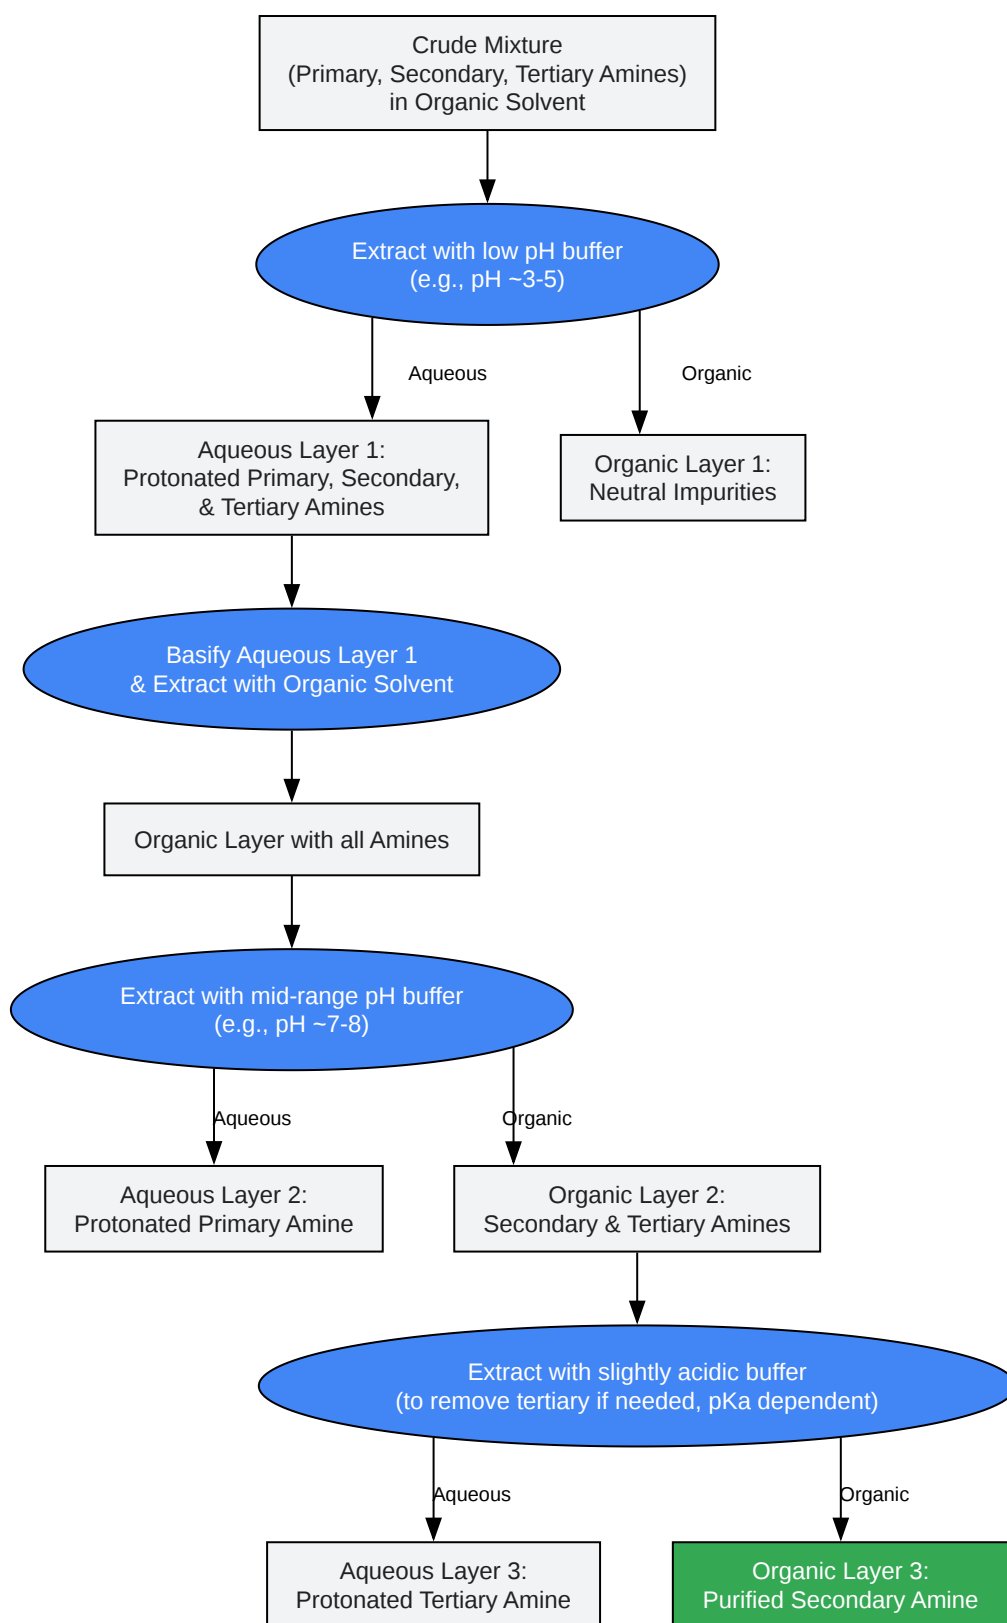 Crude Mixture
(Primary, Secondary, Tertiary Amines)
in Organic Solvent
Extract with low pH buffer
(e.g., pH ~3-5)
Aqueous
Organic
Aqueous Layer 1:
Protonated Primary, Secondary,
& Tertiary Amines
Organic Layer 1:
Neutral Impurities
Basify Aqueous Layer 1
& Extract with Organic Solvent
Organic Layer with all Amines
Extract with mid-range pH buffer
(e.g., pH ~7-8)
Aqueous
Organic
Aqueous Layer 2:
Protonated Primary Amine
Organic Layer 2:
Secondary & Tertiary Amines
Extract with slightly acidic buffer
(to remove tertiary if needed, pKa dependent)
Aqueous
Organic
Aqueous Layer 3:
Protonated Tertiary Amine
Organic Layer 3:
Purified Secondary Amine